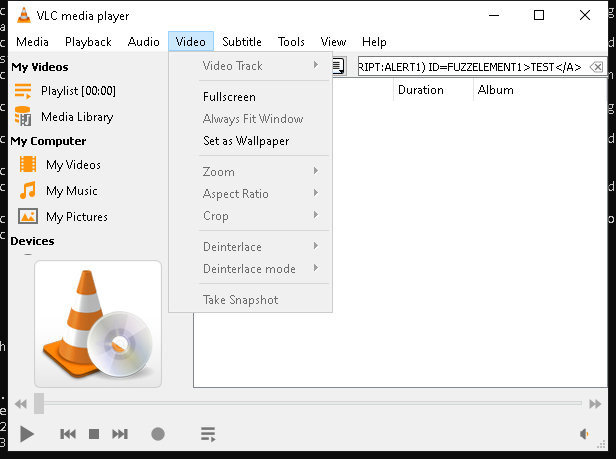 VLC media player
Media Playback Audio Video Subtitle Tools View Help
My Videos
Playlist [00:00]
Media Library
My Computer
My Videos
My Music
My Pictures
Devices
Video Track
Fullscreen
Always Fit Window
Set as Wallpaper
Zoom
Aspect Ratio
Crop
Deinterlace
Deinterlace mode
Take Snapshot
RIPT:ALERT1) ID=FUZZELEMENT1>TEST</A>
Duration Album